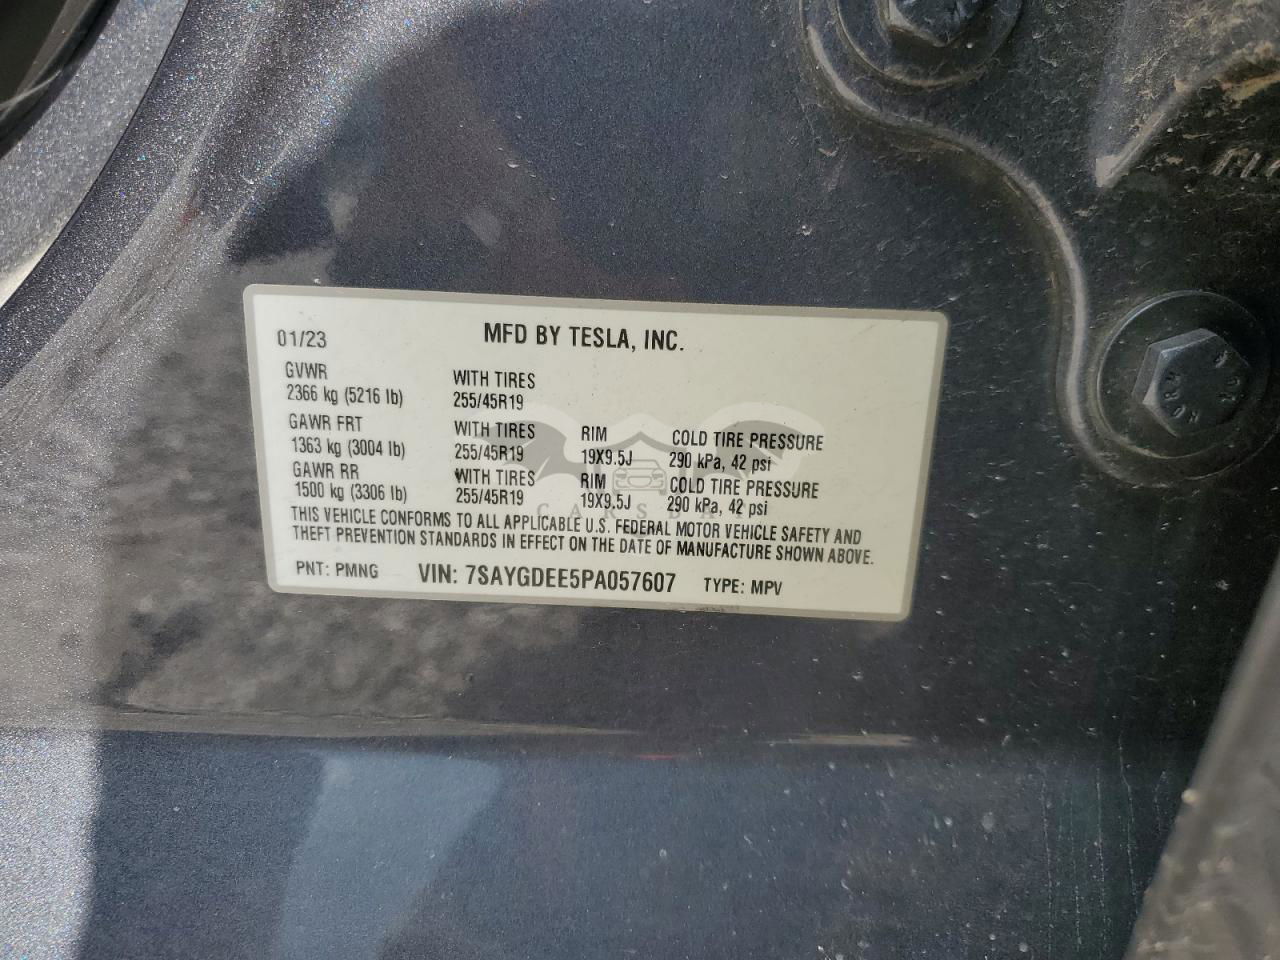 01/23 MFD BY TESLA, INC.
GVWR WITH TIRES
2366 kg (5216 lb) 255/45R19
GAWR FRT WITH TIRES RIM COLD TIRE PRESSURE
1363 kg (3004 lb) 255/45R19 19X9.5J 290 kPa, 42 psi
GAWR RR WITH TIRES RIM COLD TIRE PRESSURE
1500 kg (3306 lb) 255/45R19 19X9.5J 290 kPa, 42 psi
THIS VEHICLE CONFORMS TO ALL APPLICABLE U.S. FEDERAL MOTOR VEHICLE SAFETY AND
THEFT PREVENTION STANDARDS IN EFFECT ON THE DATE OF MANUFACTURE SHOWN ABOVE.
PNT: PMNG VIN: 7SAYGDEE5PA057607 TYPE: MPV